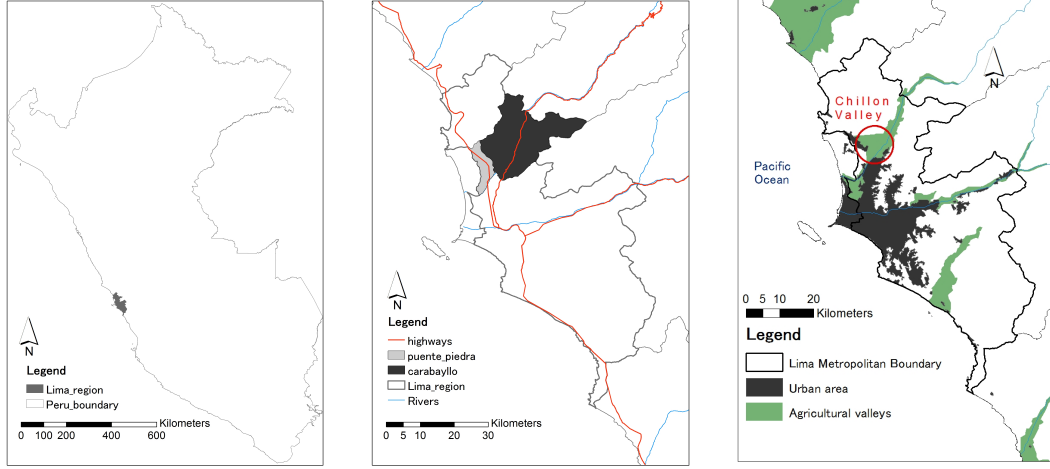 N
Legend
Lima_region
Peru_boundary
0 100 200 400 600 Kilometers
N
Legend
highways
puente_piedra
carabayllo
Lima_region
Rivers
0 5 10 20 30 Kilometers
Chillon
Valley
N
Pacific
Ocean
0 5 10 20
Kilometers
Legend
Lima Metropolitan Boundary
Urban area
Agricultural valleys